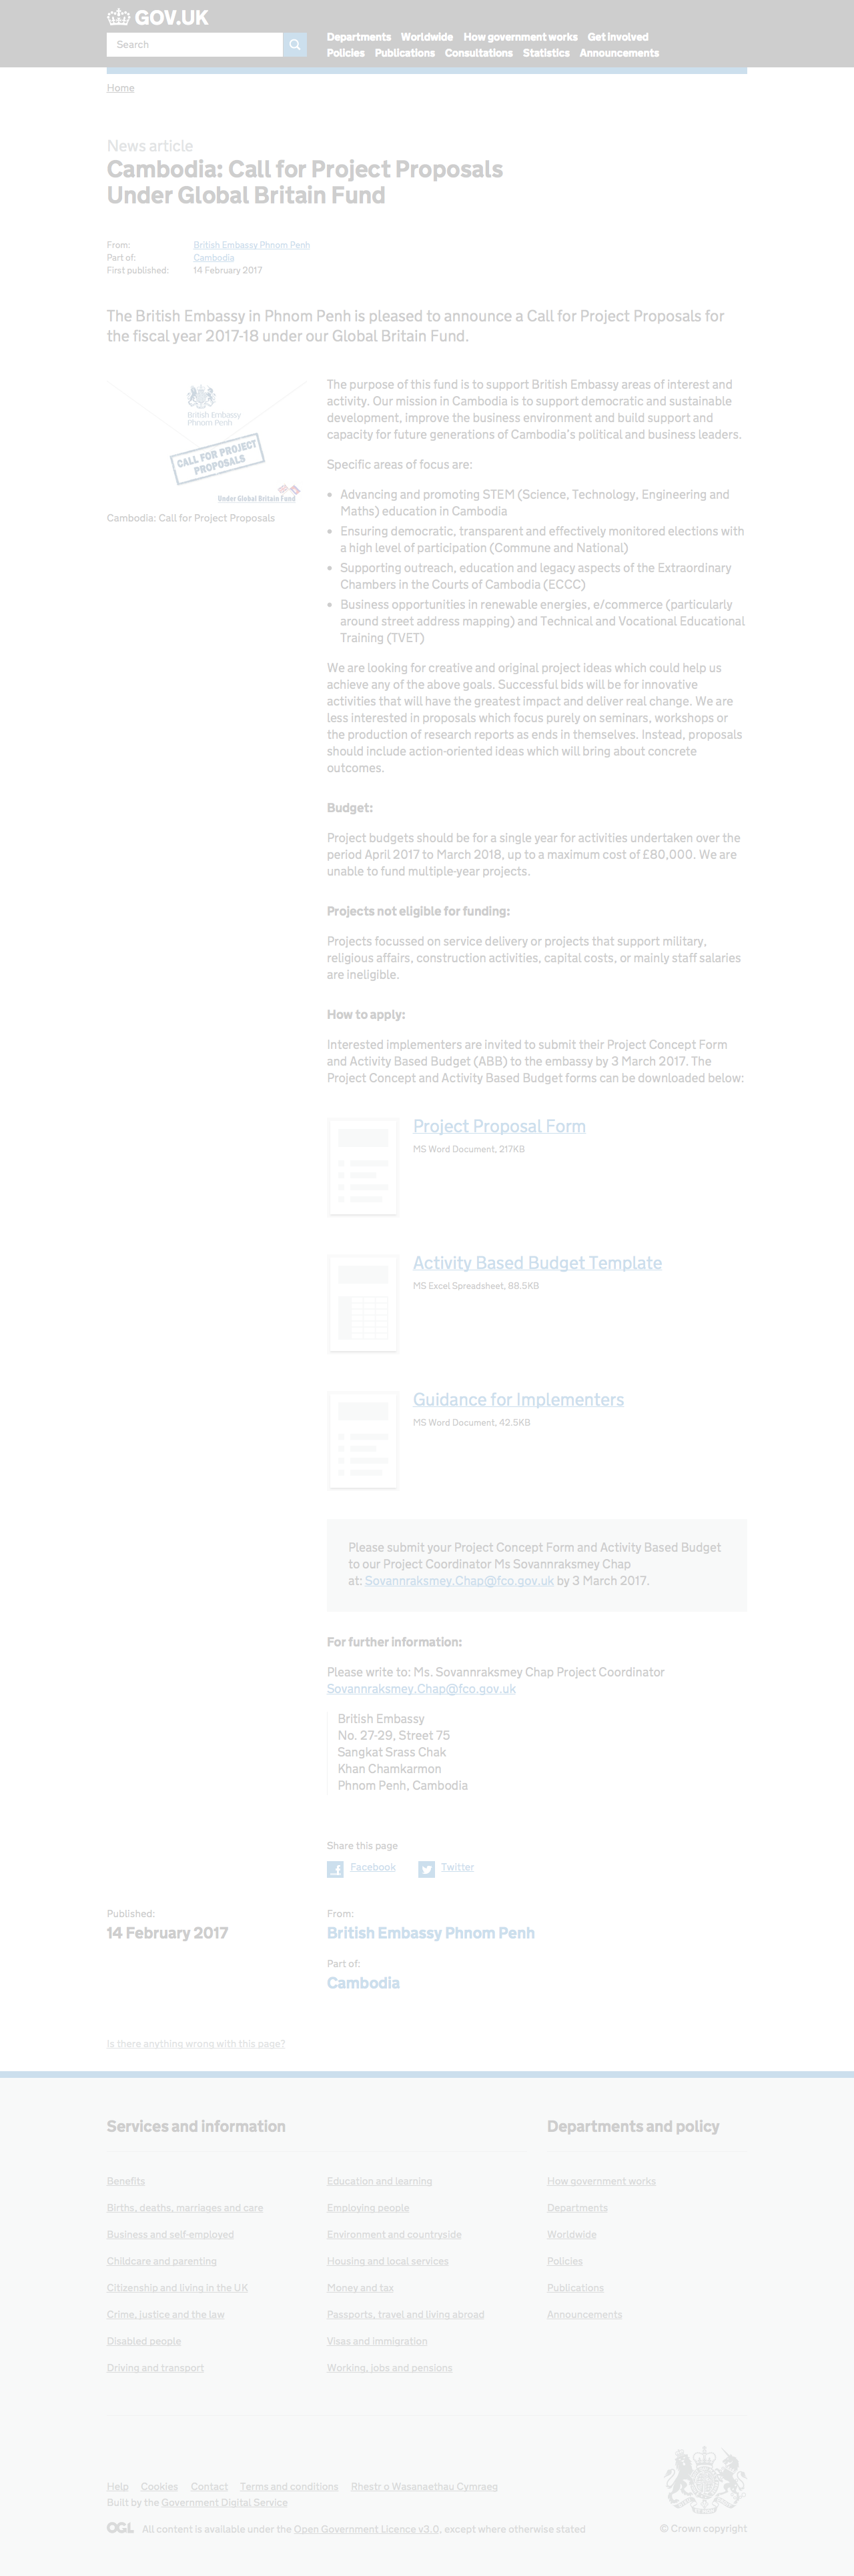 GOV.UK
Search
Departments Worldwide How government works Get involved
Policies Publications Consultations Statistics Announcements
Home
News article
Cambodia: Call for Project Proposals
Under Global Britain Fund
From: British Embassy Phnom Penh
Part of: Cambodia
First published: 14 February 2017
The British Embassy in Phnom Penh is pleased to announce a Call for Project Proposals for
the fiscal year 2017-18 under our Global Britain Fund.
British Embassy
Phnom Penh
CALL FOR PROJECT
PROPOSALS
Under Global Britain Fund
Cambodia: Call for Project Proposals
The purpose of this fund is to support British Embassy areas of interest and
activity. Our mission in Cambodia is to support democratic and sustainable
development, improve the business environment and build support and
capacity for future generations of Cambodia's political and business leaders.
Specific areas of focus are:
• Advancing and promoting STEM (Science, Technology, Engineering and
Maths) education in Cambodia
• Ensuring democratic, transparent and effectively monitored elections with
a high level of participation (Commune and National)
• Supporting outreach, education and legacy aspects of the Extraordinary
Chambers in the Courts of Cambodia (ECCC)
• Business opportunities in renewable energies, e/commerce (particularly
around street address mapping) and Technical and Vocational Educational
Training (TVET)
We are looking for creative and original project ideas which could help us
achieve any of the above goals. Successful bids will be for innovative
activities that will have the greatest impact and deliver real change. We are
less interested in proposals which focus purely on seminars, workshops or
the production of research reports as ends in themselves. Instead, proposals
should include action-oriented ideas which will bring about concrete
outcomes.
Budget:
Project budgets should be for a single year for activities undertaken over the
period April 2017 to March 2018, up to a maximum cost of £80,000. We are
unable to fund multiple-year projects.
Projects not eligible for funding:
Projects focussed on service delivery or projects that support military,
religious affairs, construction activities, capital costs, or mainly staff salaries
are ineligible.
How to apply:
Interested implementers are invited to submit their Project Concept Form
and Activity Based Budget (ABB) to the embassy by 3 March 2017. The
Project Concept and Activity Based Budget forms can be downloaded below:
Project Proposal Form
MS Word Document, 217KB
Activity Based Budget Template
MS Excel Spreadsheet, 88.5KB
Guidance for Implementers
MS Word Document, 42.5KB
Please submit your Project Concept Form and Activity Based Budget
to our Project Coordinator Ms Sovannraksmey Chap
at: Sovannraksmey.Chap@fco.gov.uk by 3 March 2017.
For further information:
Please write to: Ms. Sovannraksmey Chap Project Coordinator
Sovannraksmey.Chap@fco.gov.uk
British Embassy
No. 27-29, Street 75
Sangkat Srass Chak
Khan Chamkarmon
Phnom Penh, Cambodia
Share this page
Facebook Twitter
Published:
14 February 2017
From:
British Embassy Phnom Penh
Part of:
Cambodia
Is there anything wrong with this page?
Services and information
Benefits
Births, deaths, marriages and care
Business and self-employed
Childcare and parenting
Citizenship and living in the UK
Crime, justice and the law
Disabled people
Driving and transport
Education and learning
Employing people
Environment and countryside
Housing and local services
Money and tax
Passports, travel and living abroad
Visas and immigration
Working, jobs and pensions
Departments and policy
How government works
Departments
Worldwide
Policies
Publications
Announcements
Help Cookies Contact Terms and conditions Rhestr o Wasanaethau Cymraeg
Built by the Government Digital Service
OGL All content is available under the Open Government Licence v3.0, except where otherwise stated
© Crown copyright